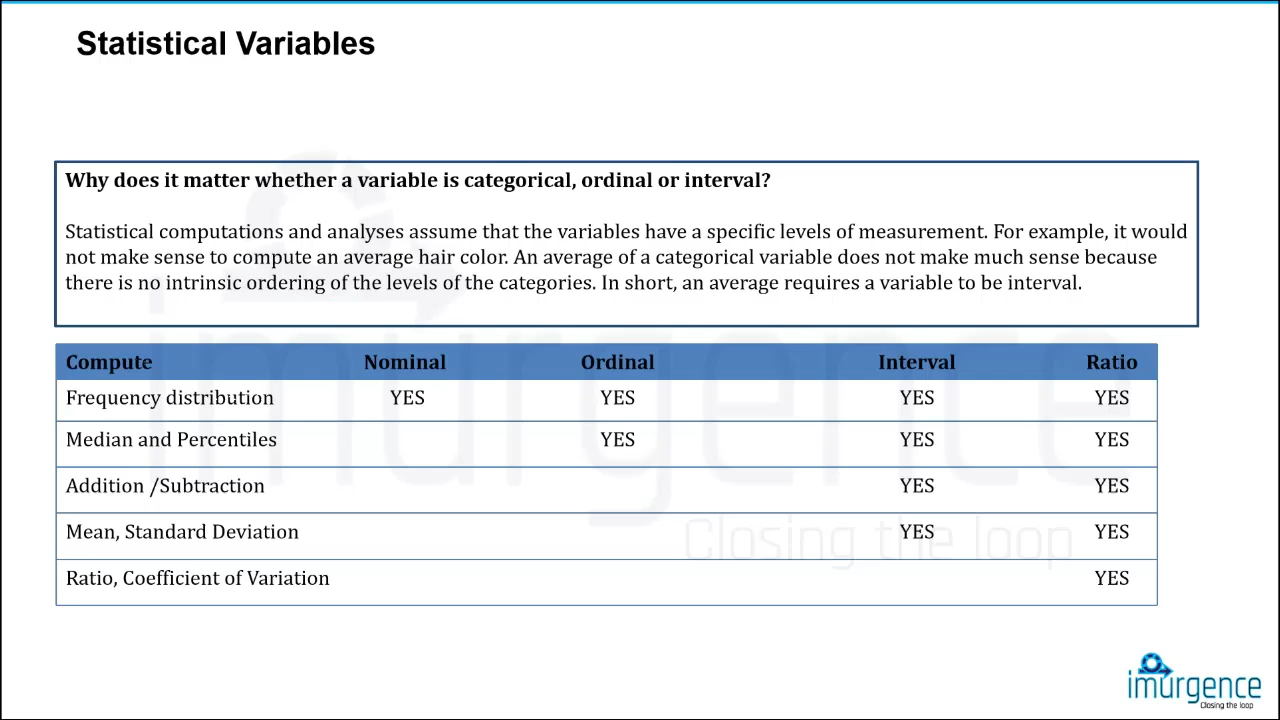 Statistical Variables
Why does it matter whether a variable is categorical, ordinal or interval?
Statistical computations and analyses assume that the variables have a specific levels of measurement. For example, it would
not make sense to compute an average hair color. An average of a categorical variable does not make much sense because
there is no intrinsic ordering of the levels of the categories. In short, an average requires a variable to be interval.
Compute Nominal Ordinal Interval Ratio
Frequency distribution YES YES YES YES
Median and Percentiles YES YES YES
Addition /Subtraction YES YES
Mean, Standard Deviation YES YES
Ratio, Coefficient of Variation YES
imurgence
Closing the loop
imurgence
Closing the loop